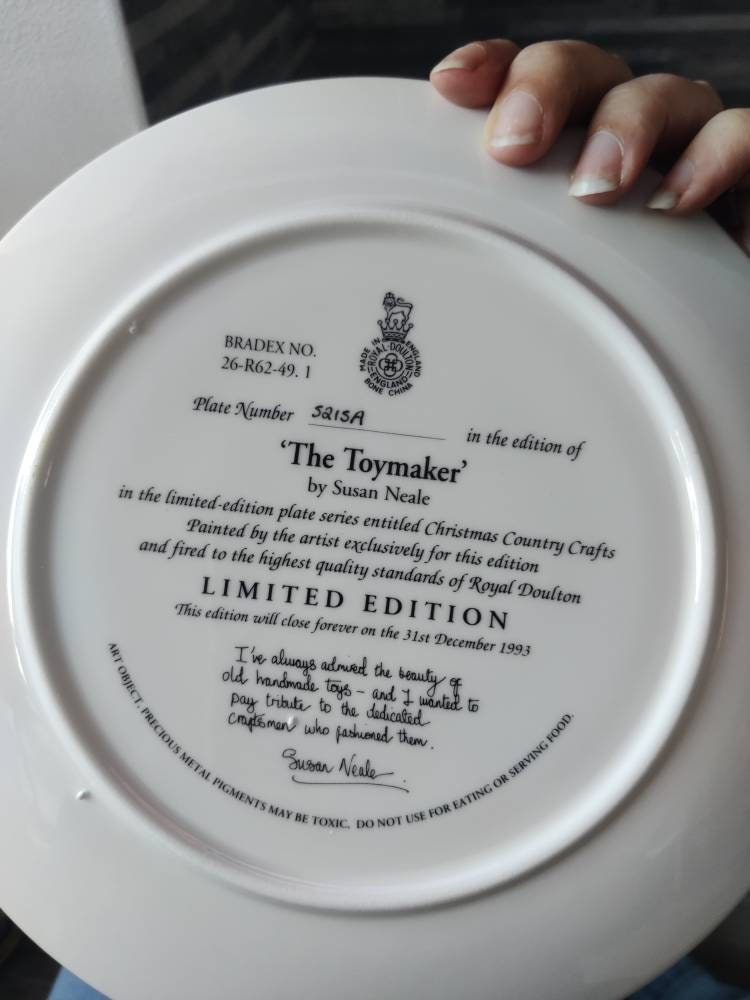 MADE IN ENGLAND
ROYAL·DOULTON
ENGLAND
BONE CHINA
BRADEX NO.
26-R62-49. 1
Plate Number 5215A in the edition of
‘The Toymaker’
by Susan Neale
in the limited-edition plate series entitled Christmas Country Crafts
Painted by the artist exclusively for this edition
and fired to the highest quality standards of Royal Doulton
LIMITED EDITION
This edition will close forever on the 31st December 1993
I've always admired the beauty of
old handmade toys – and I wanted to
pay tribute to the dedicated
craftsmen who fashioned them.
Susan Neale.
ART OBJECT. PRECIOUS METAL PIGMENTS MAY BE TOXIC. DO NOT USE FOR EATING OR SERVING FOOD.